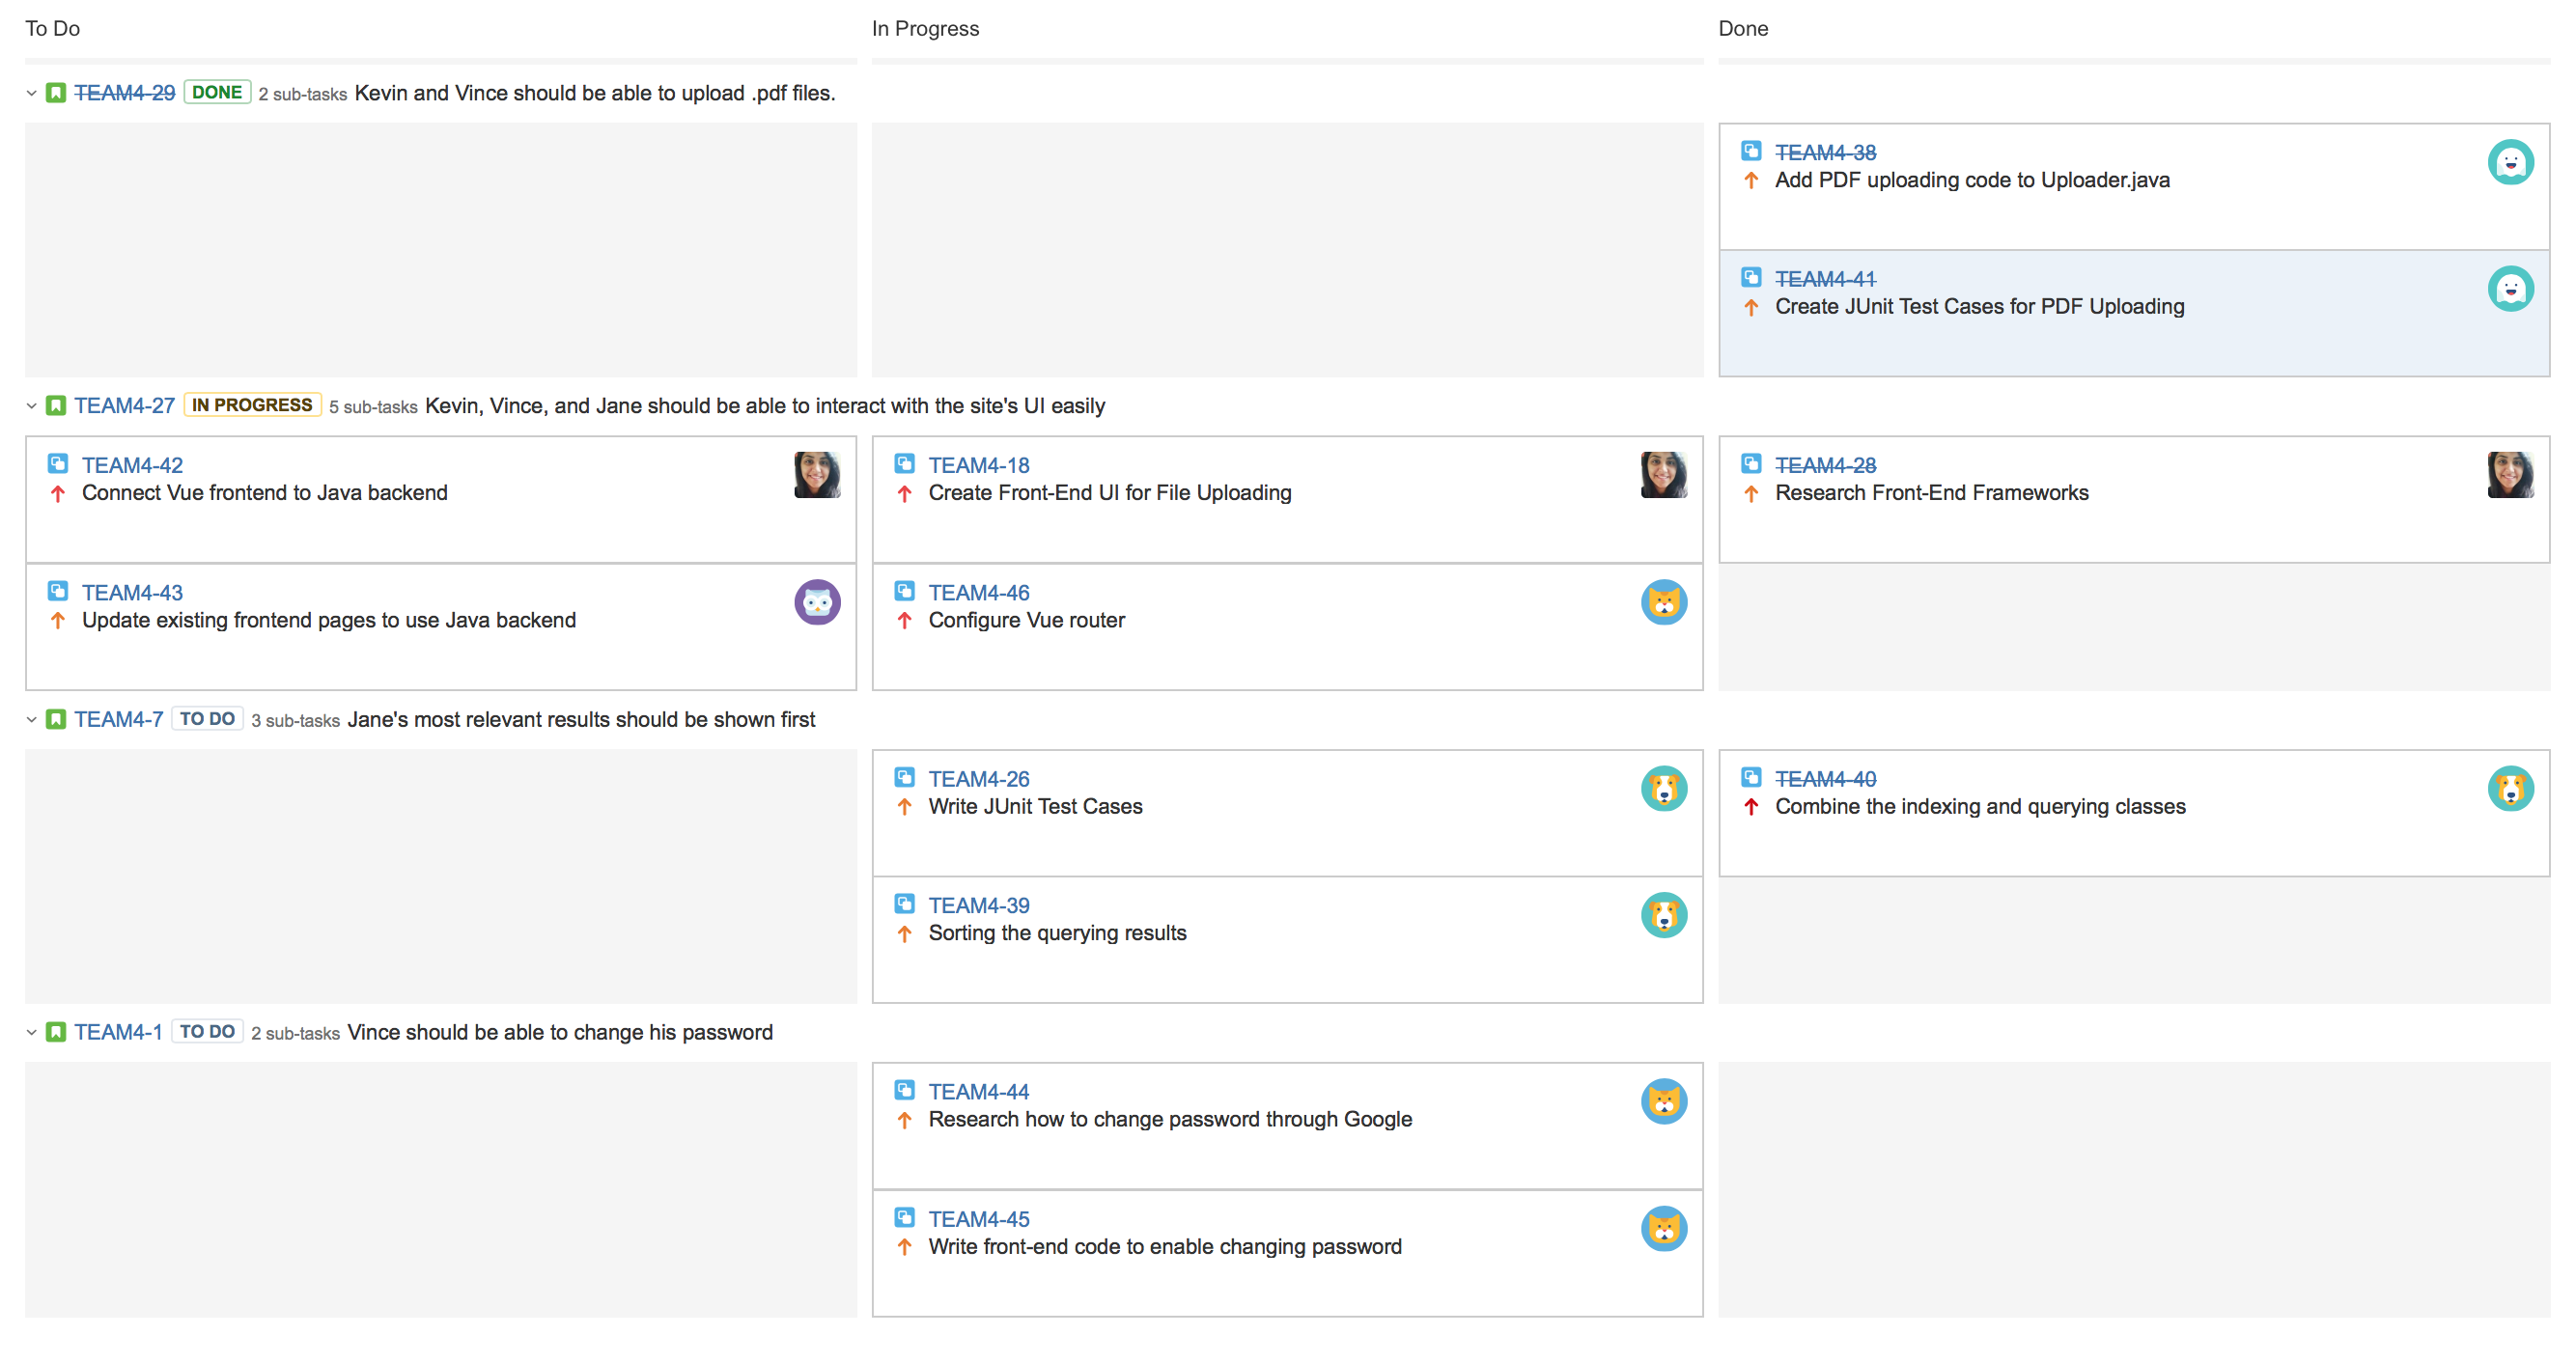 To Do
In Progress
Done
TEAM4-29 DONE 2 sub-tasks Kevin and Vince should be able to upload .pdf files.
TEAM4-38
Add PDF uploading code to Uploader.java
TEAM4-41
Create JUnit Test Cases for PDF Uploading
TEAM4-27 IN PROGRESS 5 sub-tasks Kevin, Vince, and Jane should be able to interact with the site's UI easily
TEAM4-42
Connect Vue frontend to Java backend
TEAM4-43
Update existing frontend pages to use Java backend
TEAM4-18
Create Front-End UI for File Uploading
TEAM4-46
Configure Vue router
TEAM4-28
Research Front-End Frameworks
TEAM4-7 TO DO 3 sub-tasks Jane's most relevant results should be shown first
TEAM4-26
Write JUnit Test Cases
TEAM4-39
Sorting the querying results
TEAM4-40
Combine the indexing and querying classes
TEAM4-1 TO DO 2 sub-tasks Vince should be able to change his password
TEAM4-44
Research how to change password through Google
TEAM4-45
Write front-end code to enable changing password